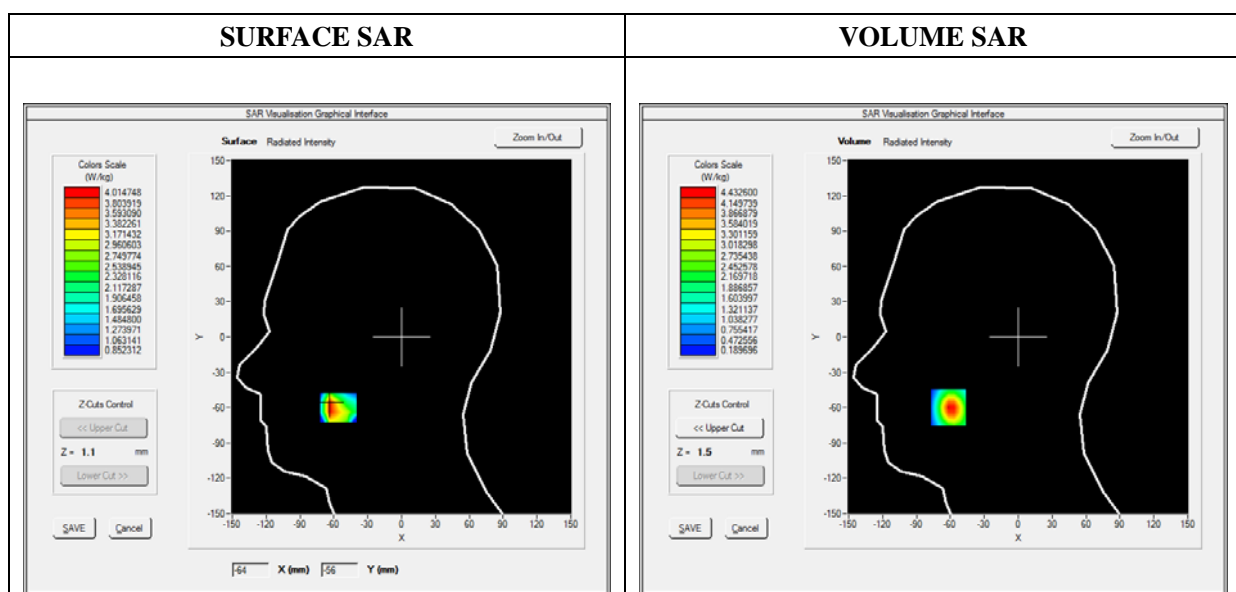 SURFACE SAR
VOLUME SAR
SAR Visualisation Graphical Interface
Surface Radiated Intensity
Zoom In/Out
Colors Scale
(W/kg)
4.014748
3.803919
3.593090
3.382261
3.171432
2.960603
2.749774
2.538945
2.328116
2.117287
1.906458
1.695629
1.484800
1.273971
1.063141
0.852312
Z-Cuts Control
<< Upper Cut
Z = 1.1 mm
Lower Cut >>
SAVE Cancel
150
120
90
60
30
0
-30
-60
-90
-120
-150
Y
-150 -120 -90 -60 -30 0 30 60 90 120 150
X
-64 X (mm) -56 Y (mm)
SAR Visualisation Graphical Interface
Volume Radiated Intensity
Zoom In/Out
Colors Scale
(W/kg)
4.432600
4.149739
3.866879
3.584019
3.301159
3.018298
2.735438
2.452578
2.169718
1.886857
1.603997
1.321137
1.038277
0.755417
0.472556
0.189696
Z-Cuts Control
<< Upper Cut
Z = 1.5 mm
Lower Cut >>
SAVE Cancel
150
120
90
60
30
0
-30
-60
-90
-120
-150
Y
-150 -120 -90 -60 -30 0 30 60 90 120 150
X